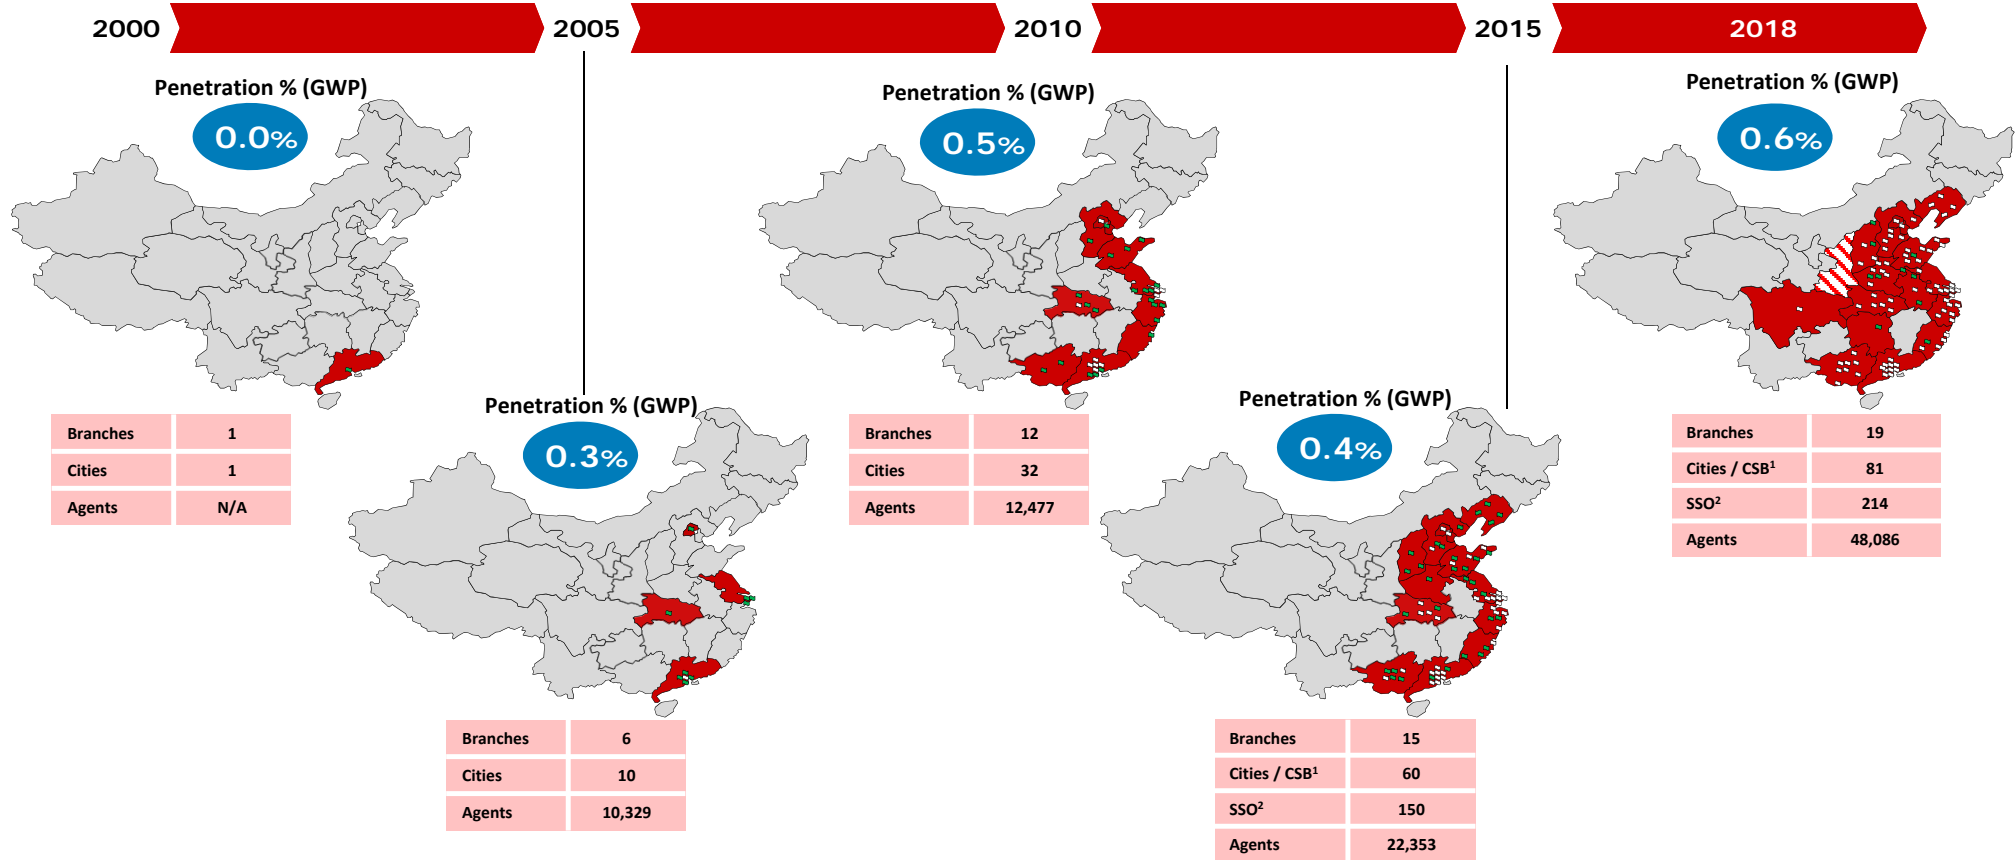 2000
2005
2010
2015
2018
Penetration % (GWP)
0.0%
Branches 1
Cities 1
Agents N/A
Penetration % (GWP)
0.3%
Branches 6
Cities 10
Agents 10,329
Penetration % (GWP)
0.5%
Branches 12
Cities 32
Agents 12,477
Penetration % (GWP)
0.4%
Branches 15
Cities / CSB¹ 60
SSO² 150
Agents 22,353
Penetration % (GWP)
0.6%
Branches 19
Cities / CSB¹ 81
SSO² 214
Agents 48,086